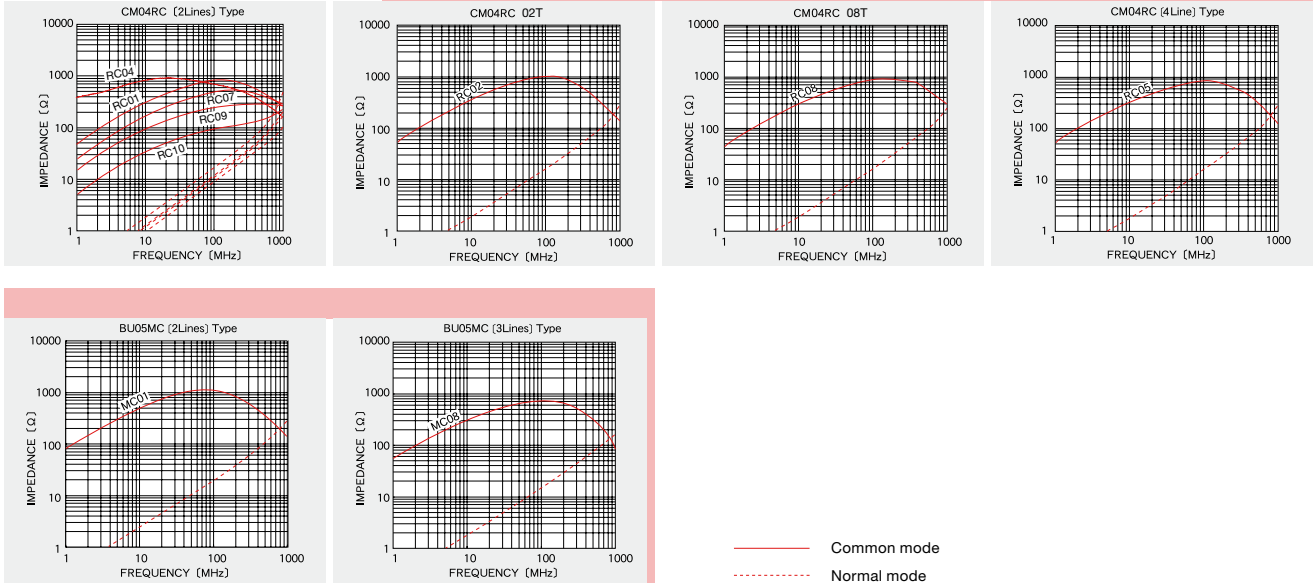 CM04RC [2Lines] Type
10000
1000
100
10
1
IMPEDANCE [Ω]
RC04
RC01
RC07
RC09
RC10
1 10 100 1000
FREQUENCY [MHz]
CM04RC 02T
10000
1000
100
10
1
IMPEDANCE [Ω]
RC02
1 10 100 1000
FREQUENCY [MHz]
CM04RC 08T
10000
1000
100
10
1
IMPEDANCE [Ω]
RC08
1 10 100 1000
FREQUENCY [MHz]
CM04RC [4Line] Type
10000
1000
100
10
1
IMPEDANCE [Ω]
RC05
1 10 100 1000
FREQUENCY [MHz]
BU05MC [2Lines] Type
10000
1000
100
10
1
IMPEDANCE [Ω]
MC01
1 10 100 1000
FREQUENCY [MHz]
BU05MC [3Lines] Type
10000
1000
100
10
1
IMPEDANCE [Ω]
MC08
1 10 100 1000
FREQUENCY [MHz]
Common mode
Normal mode